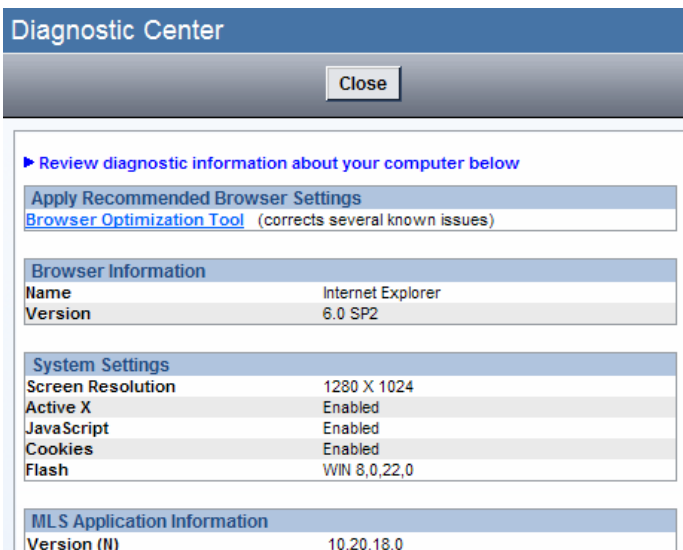 Diagnostic Center
Close
Review diagnostic information about your computer below
Apply Recommended Browser Settings
Browser Optimization Tool (corrects several known issues)
Browser Information
Name Internet Explorer
Version 6.0 SP2
System Settings
Screen Resolution 1280 X 1024
Active X Enabled
JavaScript Enabled
Cookies Enabled
Flash WIN 8,0,22,0
MLS Application Information
Version (N) 10.20.18.0